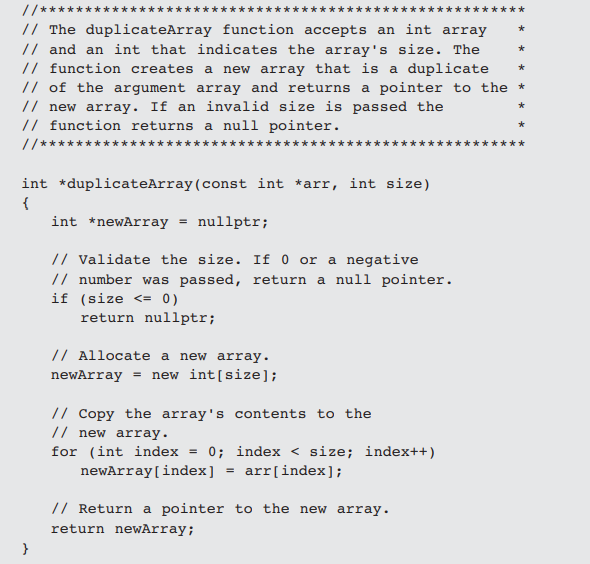 //******************************************************
// The duplicateArray function accepts an int array *
// and an int that indicates the array's size. The *
// function creates a new array that is a duplicate *
// of the argument array and returns a pointer to the *
// new array. If an invalid size is passed the *
// function returns a null pointer. *
//******************************************************
int *duplicateArray(const int *arr, int size)
{
int *newArray = nullptr;
// Validate the size. If 0 or a negative
// number was passed, return a null pointer.
if (size <= 0)
return nullptr;
// Allocate a new array.
newArray = new int[size];
// Copy the array's contents to the
// new array.
for (int index = 0; index < size; index++)
newArray[index] = arr[index];
// Return a pointer to the new array.
return newArray;
}